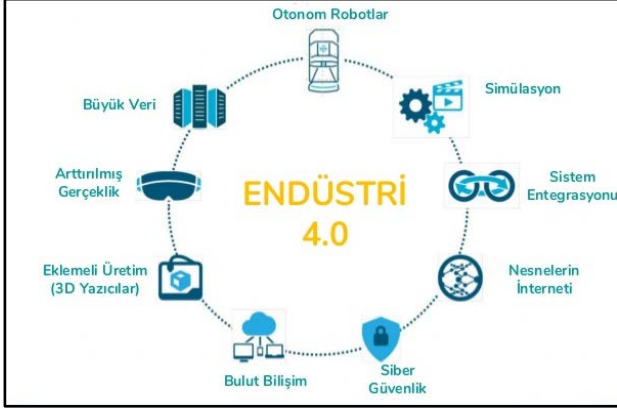 Otonom Robotlar
Simülasyon
Sistem
Entegrasyonu
Nesnelerin
İnterneti
Siber
Güvenlik
Bulut Bilişim
Eklemeli Üretim
(3D Yazıcılar)
Arttırılmış
Gerçeklik
Büyük Veri
ENDÜSTRİ
4.0